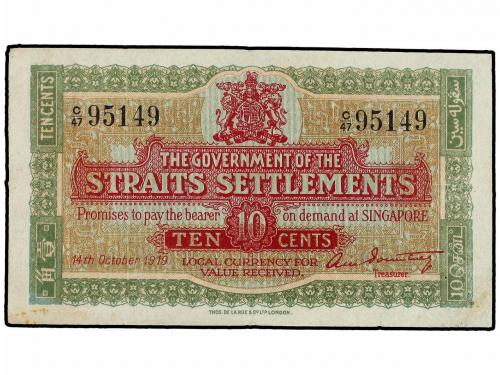 C/47 95149
C/47 95149
THE GOVERNMENT OF THE
STRAITS SETTLEMENTS
Promises to pay the bearer on demand at SINGAPORE
10
TEN CENTS
14th October 1919
LOCAL CURRENCY FOR
VALUE RECEIVED.
Treasurer.
TEN CENTS
壹角
THOS. DE LA RUE & CO LTD LONDON.